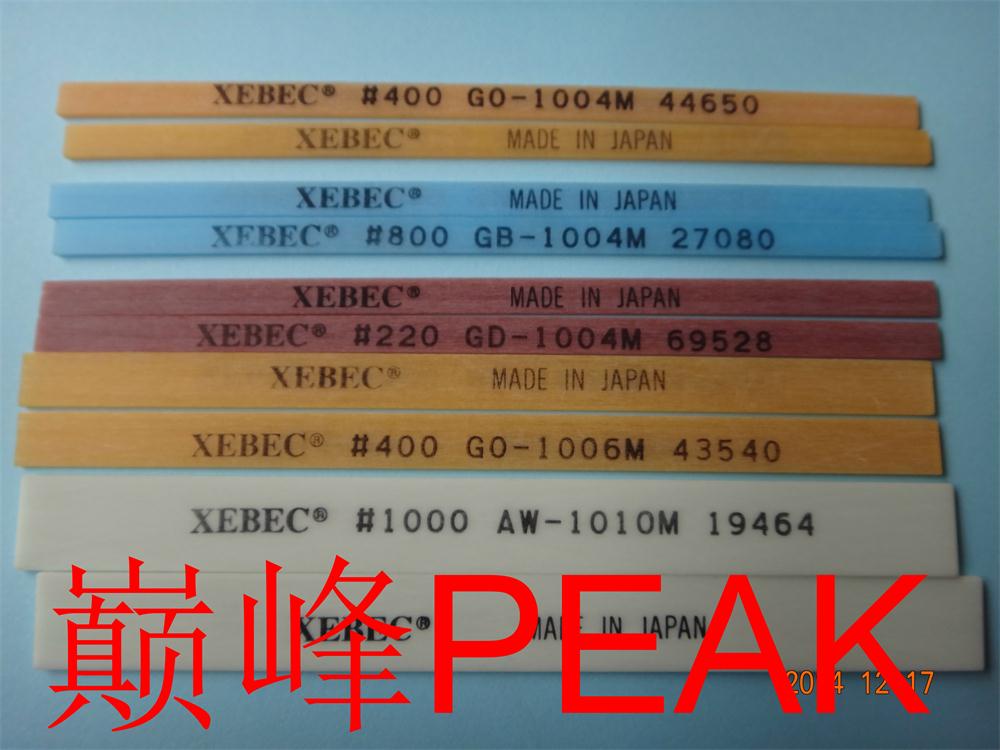 XEBEC® #400 GO-1004M 44650
XEBEC® MADE IN JAPAN
XEBEC® MADE IN JAPAN
XEBEC® #800 GB-1004M 27080
XEBEC® MADE IN JAPAN
XEBEC® #220 GD-1004M 69528
XEBEC® MADE IN JAPAN
XEBEC® #400 GO-1006M 43540
XEBEC® #1000 AW-1010M 19464
XEBEC® MADE IN JAPAN
巅峰PEAK